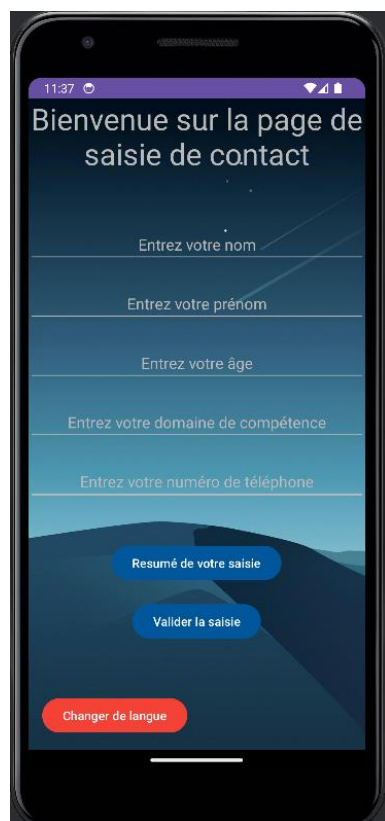 11:37
Bienvenue sur la page de
saisie de contact
Entrez votre nom
Entrez votre prénom
Entrez votre âge
Entrez votre domaine de compétence
Entrez votre numéro de téléphone
Resumé de votre saisie
Valider la saisie
Changer de langue